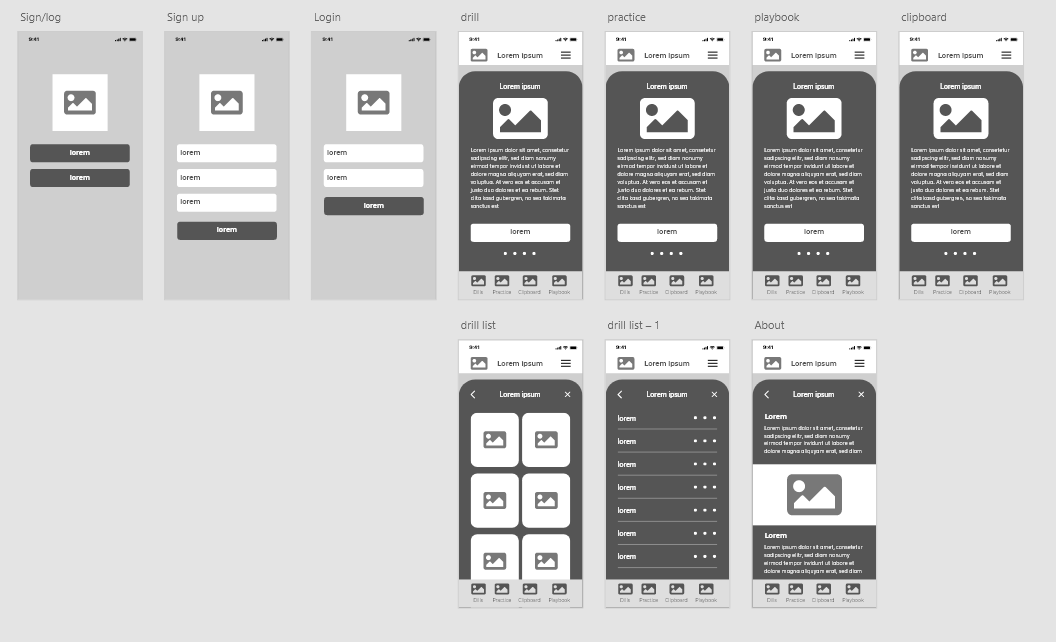 Sign/log
9:41
lorem
lorem
Sign up
9:41
lorem
lorem
lorem
lorem
Login
9:41
lorem
lorem
lorem
drill
9:41
Lorem ipsum
Lorem ipsum
Lorem ipsum dolor sit amet, consetetur
sadipscing elitr, sed diam nonumy
eirmod tempor invidunt ut labore et
dolore magna aliquyam erat, sed diam
voluptua. At vero eos et accusam et
justo duo dolores et ea rebum. Stet
clita kasd gubergren, no sea takimata
sanctus est
lorem
Drills Practice Clipboard Playbook
practice
9:41
Lorem ipsum
Lorem ipsum
Lorem ipsum dolor sit amet, consetetur
sadipscing elitr, sed diam nonumy
eirmod tempor invidunt ut labore et
dolore magna aliquyam erat, sed diam
voluptua. At vero eos et accusam et
justo duo dolores et ea rebum. Stet
clita kasd gubergren, no sea takimata
sanctus est
lorem
Drills Practice Clipboard Playbook
playbook
9:41
Lorem ipsum
Lorem ipsum
Lorem ipsum dolor sit amet, consetetur
sadipscing elitr, sed diam nonumy
eirmod tempor invidunt ut labore et
dolore magna aliquyam erat, sed diam
voluptua. At vero eos et accusam et
justo duo dolores et ea rebum. Stet
clita kasd gubergren, no sea takimata
sanctus est
lorem
Drills Practice Clipboard Playbook
clipboard
9:41
Lorem ipsum
Lorem ipsum
Lorem ipsum dolor sit amet, consetetur
sadipscing elitr, sed diam nonumy
eirmod tempor invidunt ut labore et
dolore magna aliquyam erat, sed diam
voluptua. At vero eos et accusam et
justo duo dolores et ea rebum. Stet
clita kasd gubergren, no sea takimata
sanctus est
lorem
Drills Practice Clipboard Playbook
drill list
9:41
Lorem ipsum
Lorem ipsum
Drills Practice Clipboard Playbook
drill list – 1
9:41
Lorem ipsum
Lorem ipsum
lorem
lorem
lorem
lorem
lorem
lorem
lorem
Drills Practice Clipboard Playbook
About
9:41
Lorem ipsum
Lorem ipsum
Lorem
Lorem ipsum dolor sit amet, consetetur
sadipscing elitr, sed diam nonumy
eirmod tempor invidunt ut labore et
dolore magna aliquyam erat, sed diam
Lorem
Lorem ipsum dolor sit amet, consetetur
sadipscing elitr, sed diam nonumy
eirmod tempor invidunt ut labore et
dolore magna aliquyam erat, sed diam
Drills Practice Clipboard Playbook